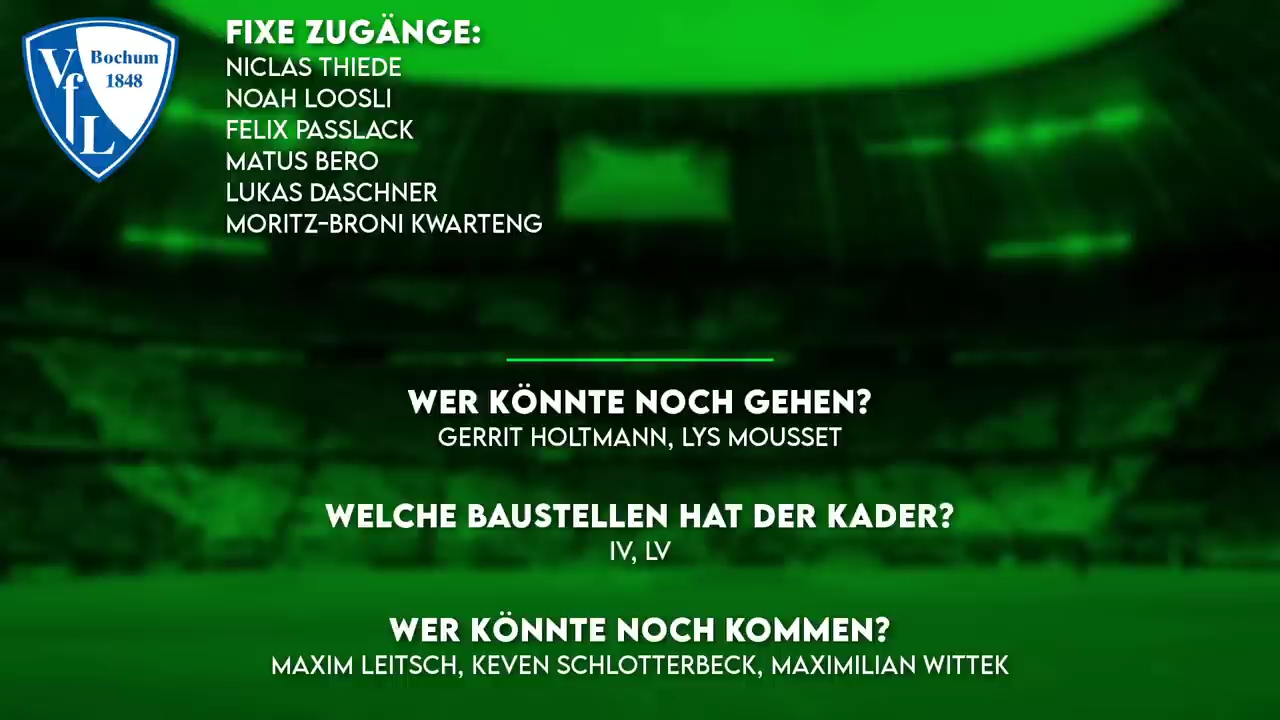 VfL
Bochum
1848
FIXE ZUGÄNGE:
NICLAS THIEDE
NOAH LOOSLI
FELIX PASSLACK
MATUS BERO
LUKAS DASCHNER
MORITZ-BRONI KWARTENG
WER KÖNNTE NOCH GEHEN?
GERRIT HOLTMANN, LYS MOUSSET
WELCHE BAUSTELLEN HAT DER KADER?
IV, LV
WER KÖNNTE NOCH KOMMEN?
MAXIM LEITSCH, KEVEN SCHLOTTERBECK, MAXIMILIAN WITTEK